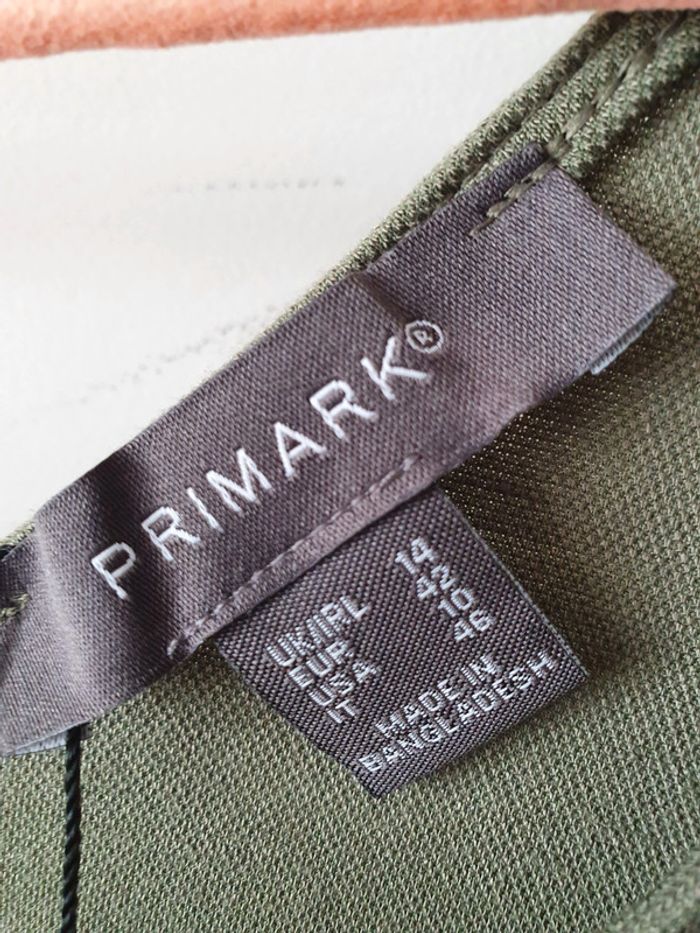 PRIMARK®
UK/IRL 14
EUR 42
USA 10
IT 46
MADE IN
BANGLADESH